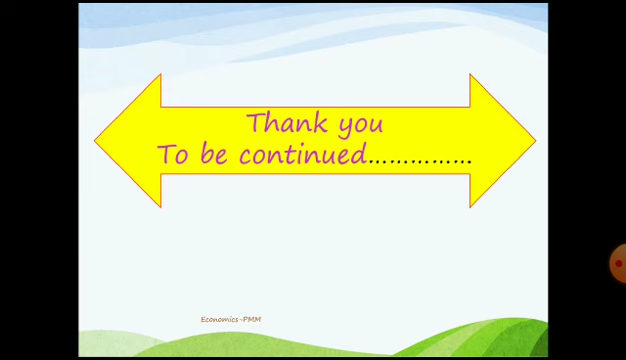 Thank you
To be continued...............
Economics-PMM